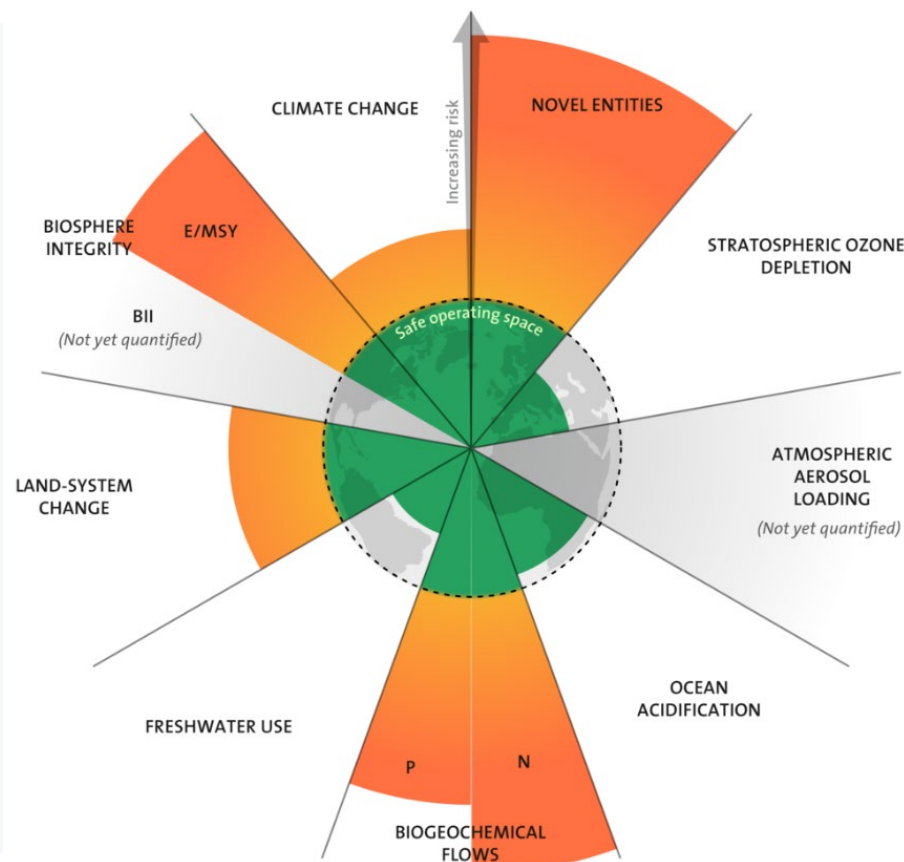 CLIMATE CHANGE
Increasing risk
NOVEL ENTITIES
BIOSPHERE
INTEGRITY
E/MSY
STRATOSPHERIC OZONE
DEPLETION
BII
(Not yet quantified)
Safe operating space
LAND-SYSTEM
CHANGE
ATMOSPHERIC
AEROSOL
LOADING
(Not yet quantified)
FRESHWATER USE
OCEAN
ACIDIFICATION
P
N
BIOGEOCHEMICAL
FLOWS